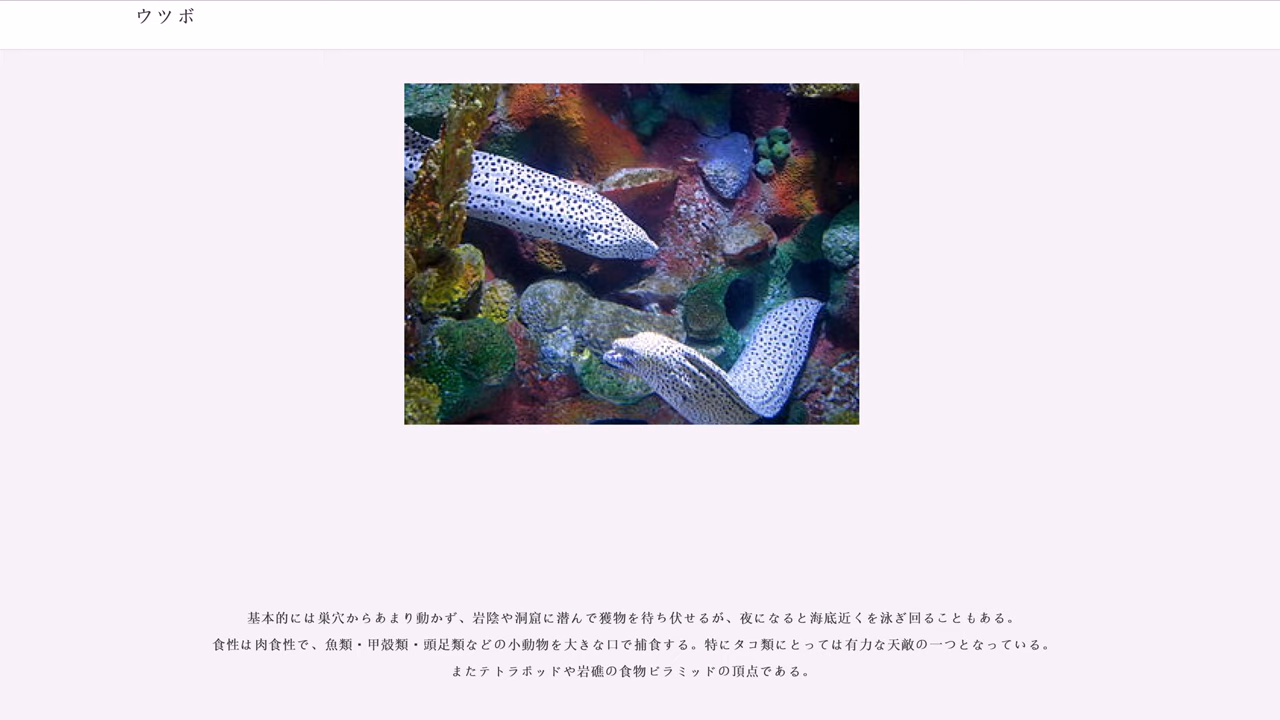 ウツボ
基本的には巣穴からあまり動かず、岩陰や洞窟に潜んで獲物を待ち伏せるが、夜になると海底近くを泳ぎ回ることもある。
食性は肉食性で、魚類・甲殻類・頭足類などの小動物を大きな口で捕食する。特にタコ類にとっては有力な天敵の一つとなっている。
またテトラポッドや岩礁の食物ピラミッドの頂点である。